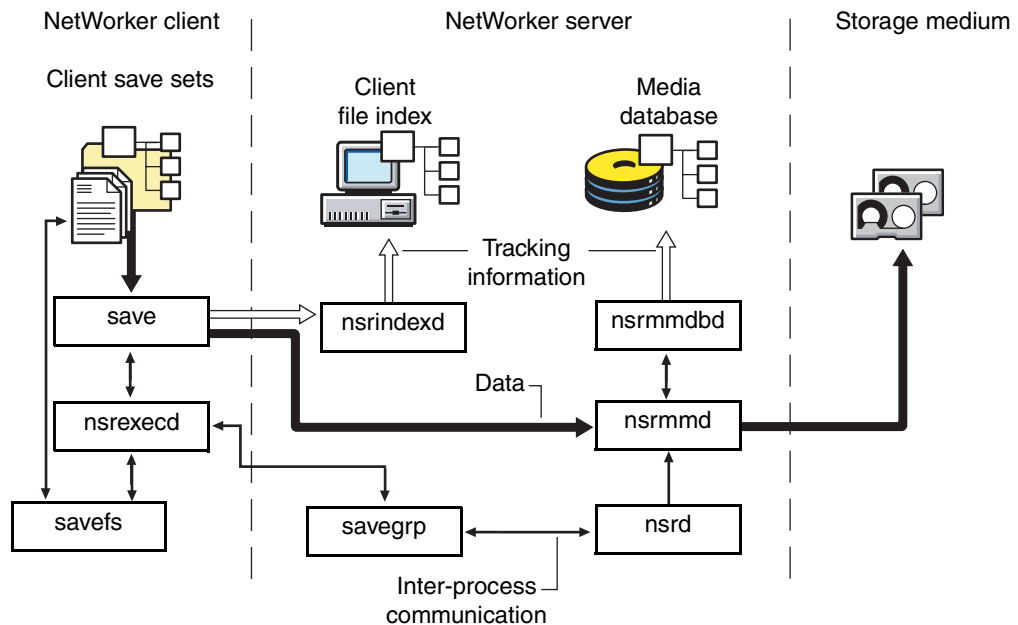 NetWorker client
NetWorker server
Storage medium
Client save sets
Client
file index
Media
database
Tracking
information
save
nsrindexd
nsrmmdbd
Data
nsrexecd
nsrmmd
savefs
savegrp
nsrd
Inter-process
communication